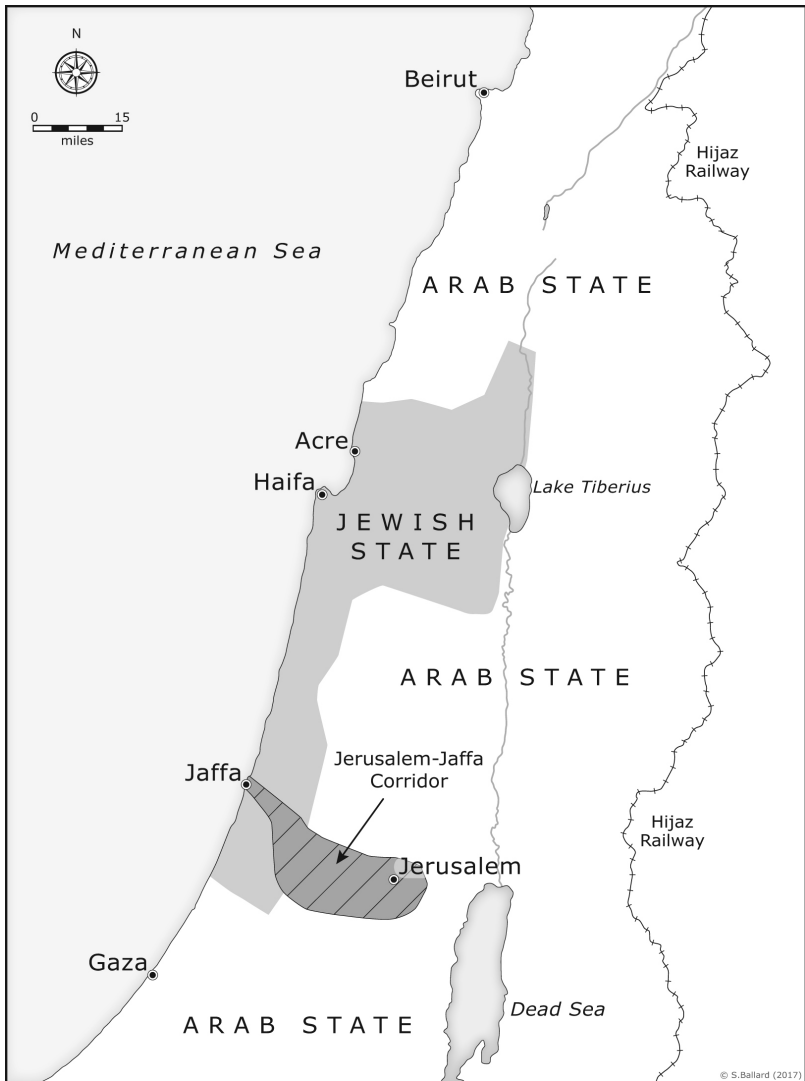 N
0 15
miles
Beirut
Hijaz
Railway
Mediterranean Sea
ARAB STATE
Acre
Haifa
Lake Tiberius
JEWISH
STATE
ARAB STATE
Jerusalem-Jaffa
Corridor
Jaffa
Hijaz
Railway
Jerusalem
Gaza
Dead Sea
ARAB STATE
© S.Ballard (2017)